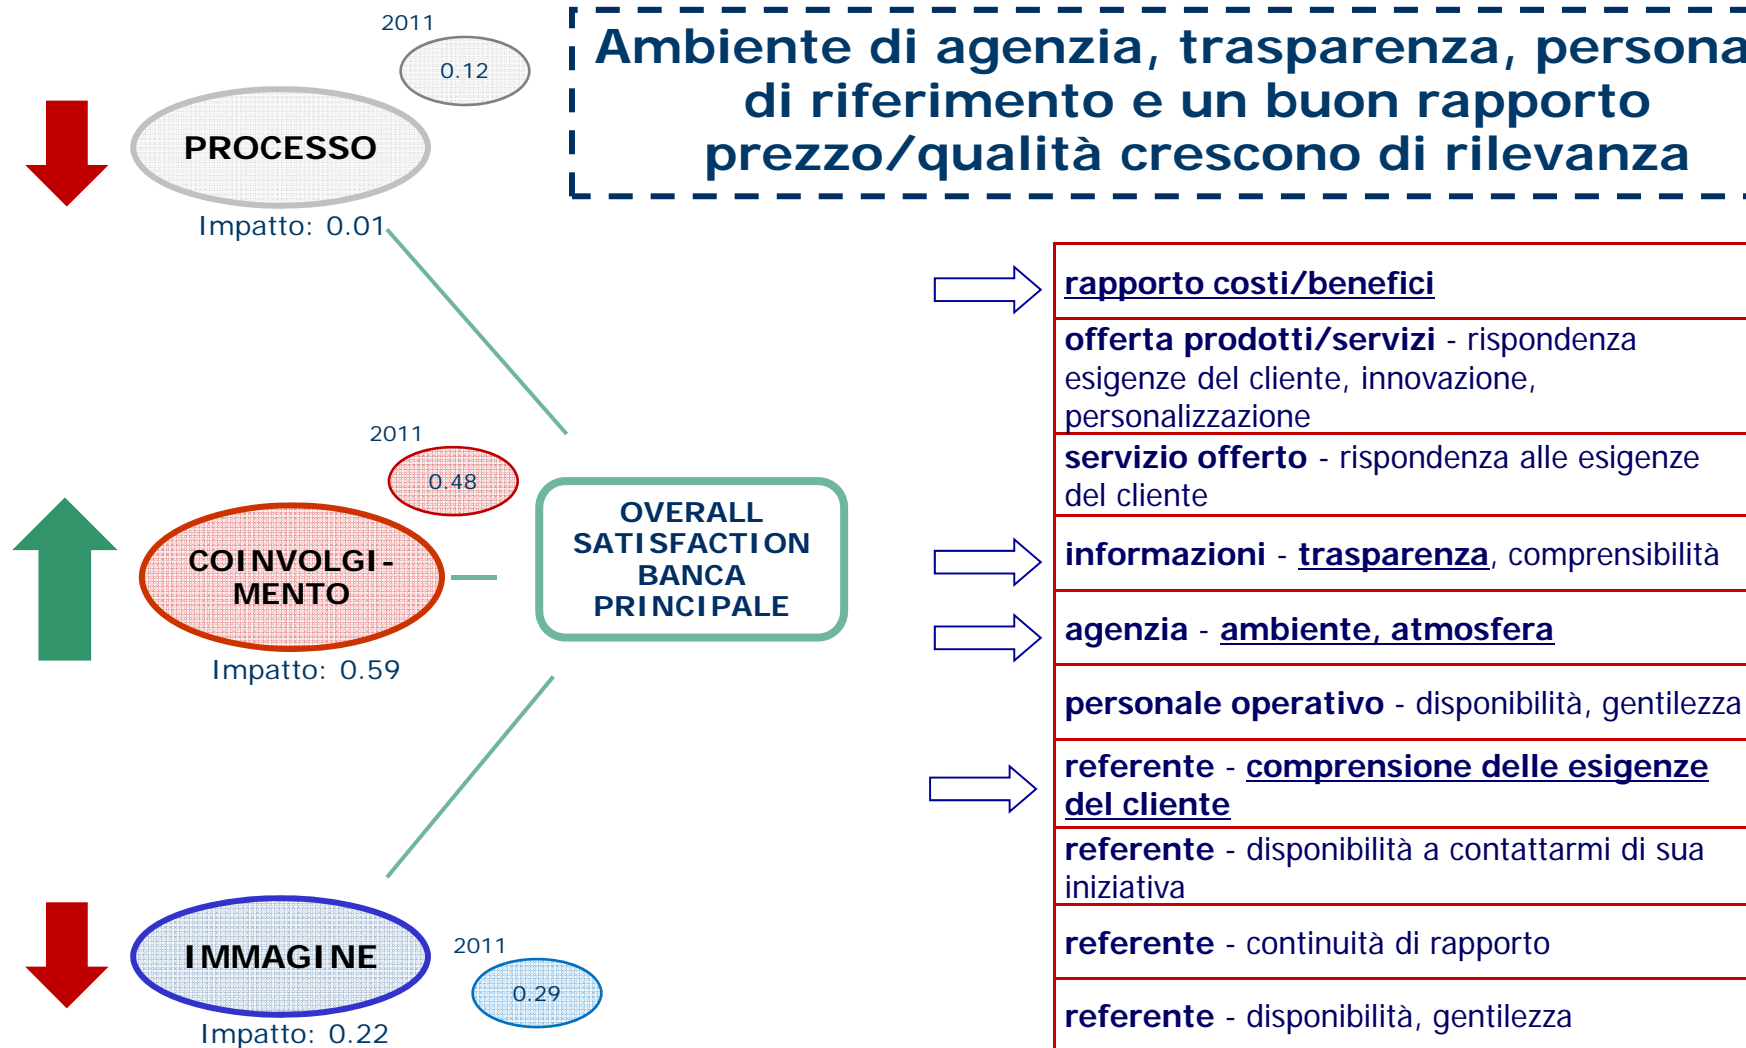 2011
0.12
PROCESSO
Impatto: 0.01
Ambiente di agenzia, trasparenza, persona
di riferimento e un buon rapporto
prezzo/qualità crescono di rilevanza
2011
0.48
COINVOLGI-
MENTO
Impatto: 0.59
OVERALL
SATISFACTION
BANCA
PRINCIPALE
IMMAGINE
2011
0.29
Impatto: 0.22
rapporto costi/benefici
offerta prodotti/servizi - rispondenza
esigenze del cliente, innovazione,
personalizzazione
servizio offerto - rispondenza alle esigenze
del cliente
informazioni - trasparenza, comprensibilità
agenzia - ambiente, atmosfera
personale operativo - disponibilità, gentilezza
referente - comprensione delle esigenze
del cliente
referente - disponibilità a contattarmi di sua
iniziativa
referente - continuità di rapporto
referente - disponibilità, gentilezza